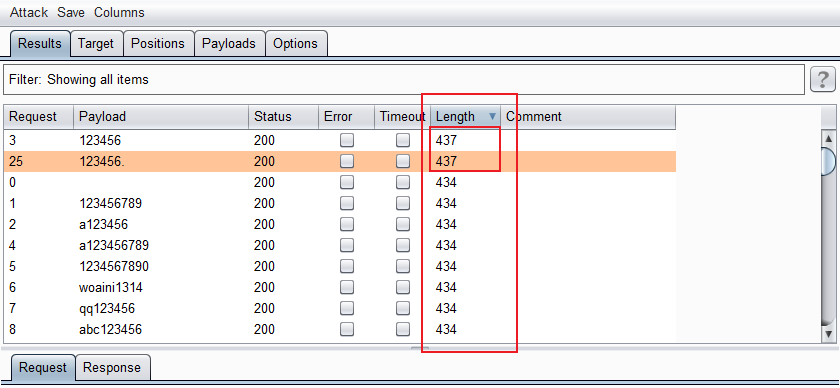 Attack Save Columns
Results Target Positions Payloads Options
Filter: Showing all items ?
Request Payload Status Error Timeout Length Comment
3 123456 200 437
25 123456. 200 437
0 200 434
1 123456789 200 434
2 a123456 200 434
4 a123456789 200 434
5 1234567890 200 434
6 woaini1314 200 434
7 qq123456 200 434
8 abc123456 200 434
Request Response